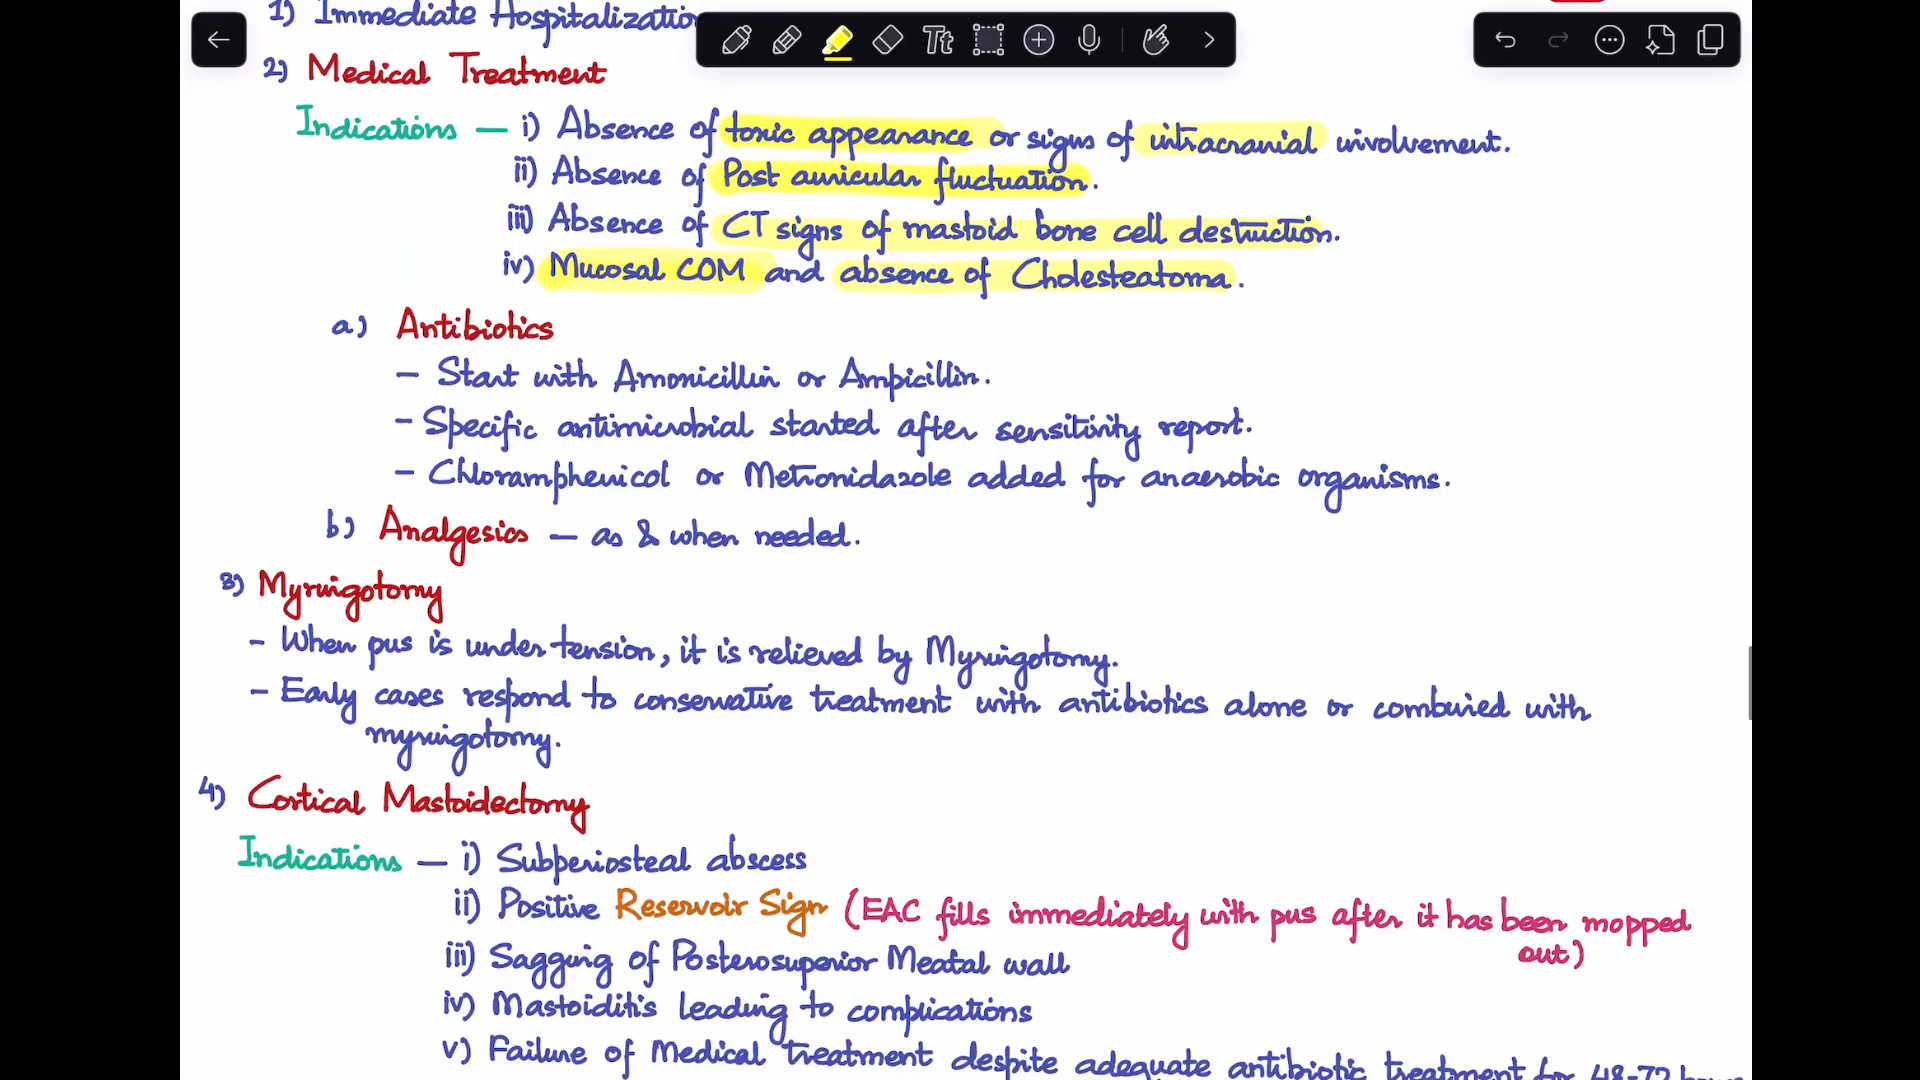 1) Immediate Hospitalization
2) Medical Treatment
Indications — i) Absence of toxic appearance or signs of intracranial involvement.
ii) Absence of Post auricular fluctuation.
iii) Absence of CT signs of mastoid bone cell destruction.
iv) Mucosal COM and absence of Cholesteatoma.
a) Antibiotics
– Start with Amoxicillin or Ampicillin.
– Specific antimicrobial started after sensitivity report.
– Chloramphenicol or Metronidazole added for anaerobic organisms.
b) Analgesics – as & when needed.
3) Myringotomy
– When pus is under tension, it is relieved by Myringotomy.
– Early cases respond to conservative treatment with antibiotics alone or combined with
myringotomy.
4) Cortical Mastoidectomy
Indications — i) Subperiosteal abscess
ii) Positive Reservoir Sign (EAC fills immediately with pus after it has been mopped
out)
iii) Sagging of Posterosuperior Meatal wall
iv) Mastoiditis leading to complications
v) Failure of Medical treatment despite adequate antibiotic treatment for 48-72 hours
Tt